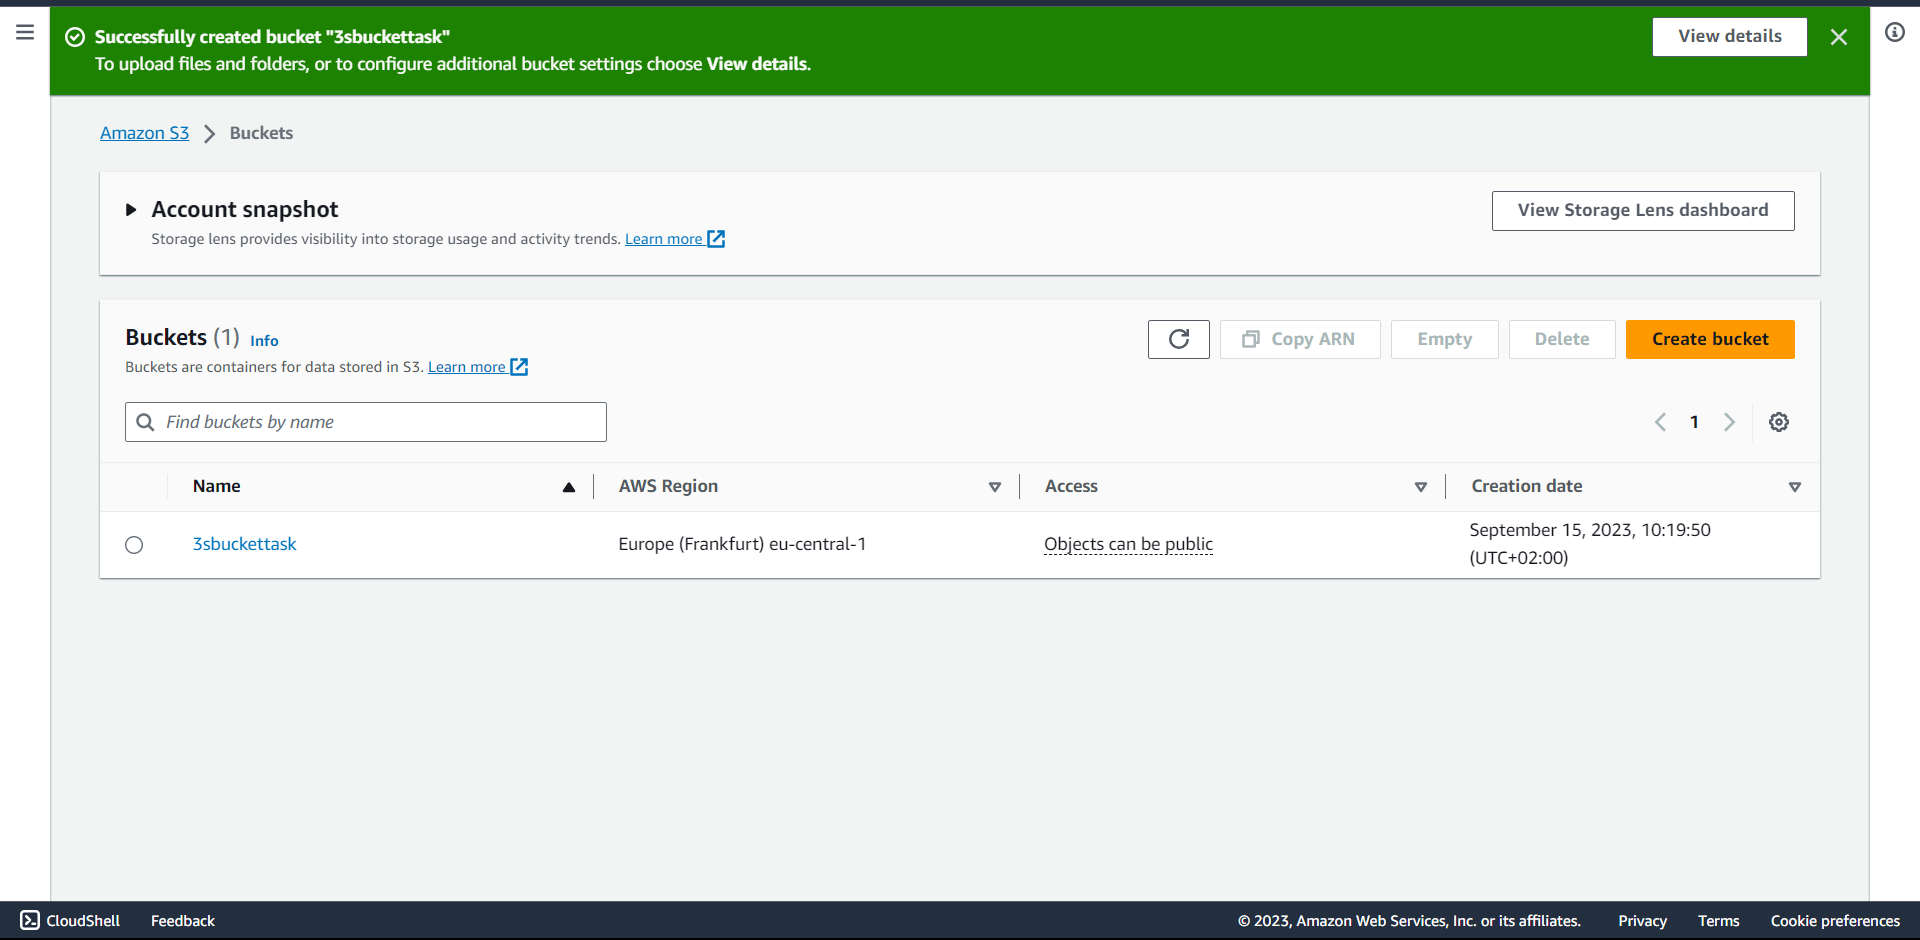 Successfully created bucket "3sbuckettask"
To upload files and folders, or to configure additional bucket settings choose View details.
View details
Amazon S3 Buckets
Account snapshot
Storage lens provides visibility into storage usage and activity trends. Learn more
View Storage Lens dashboard
Buckets (1) Info
Buckets are containers for data stored in S3. Learn more
Copy ARN
Empty
Delete
Create bucket
Find buckets by name
1
Name AWS Region Access Creation date
3sbuckettask Europe (Frankfurt) eu-central-1 Objects can be public September 15, 2023, 10:19:50
(UTC+02:00)
CloudShell Feedback © 2023, Amazon Web Services, Inc. or its affiliates. Privacy Terms Cookie preferences